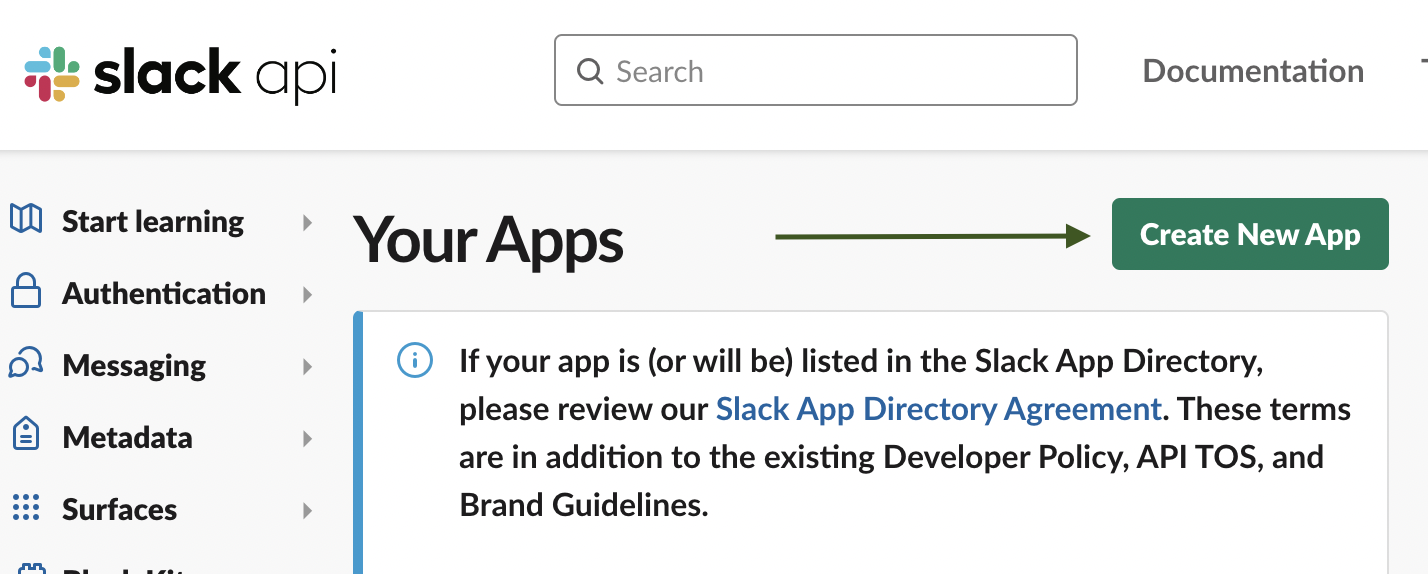 slack api
Search
Documentation
Start learning
Authentication
Messaging
Metadata
Surfaces
Your Apps
Create New App
If your app is (or will be) listed in the Slack App Directory,
please review our Slack App Directory Agreement. These terms
are in addition to the existing Developer Policy, API TOS, and
Brand Guidelines.